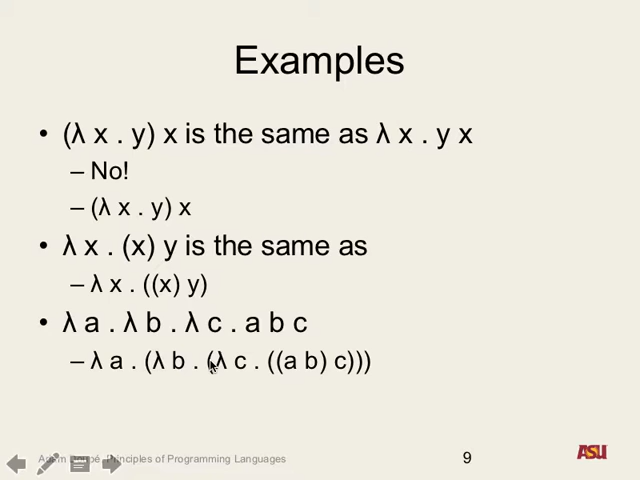 Examples
• (λ x . y) x is the same as λ x . y x
– No!
– (λ x . y) x
• λ x . (x) y is the same as
– λ x . ((x) y)
• λ a . λ b . λ c . a b c
– λ a . (λ b . (λ c . ((a b) c)))
Adam Doupé, Principles of Programming Languages
9
ASU